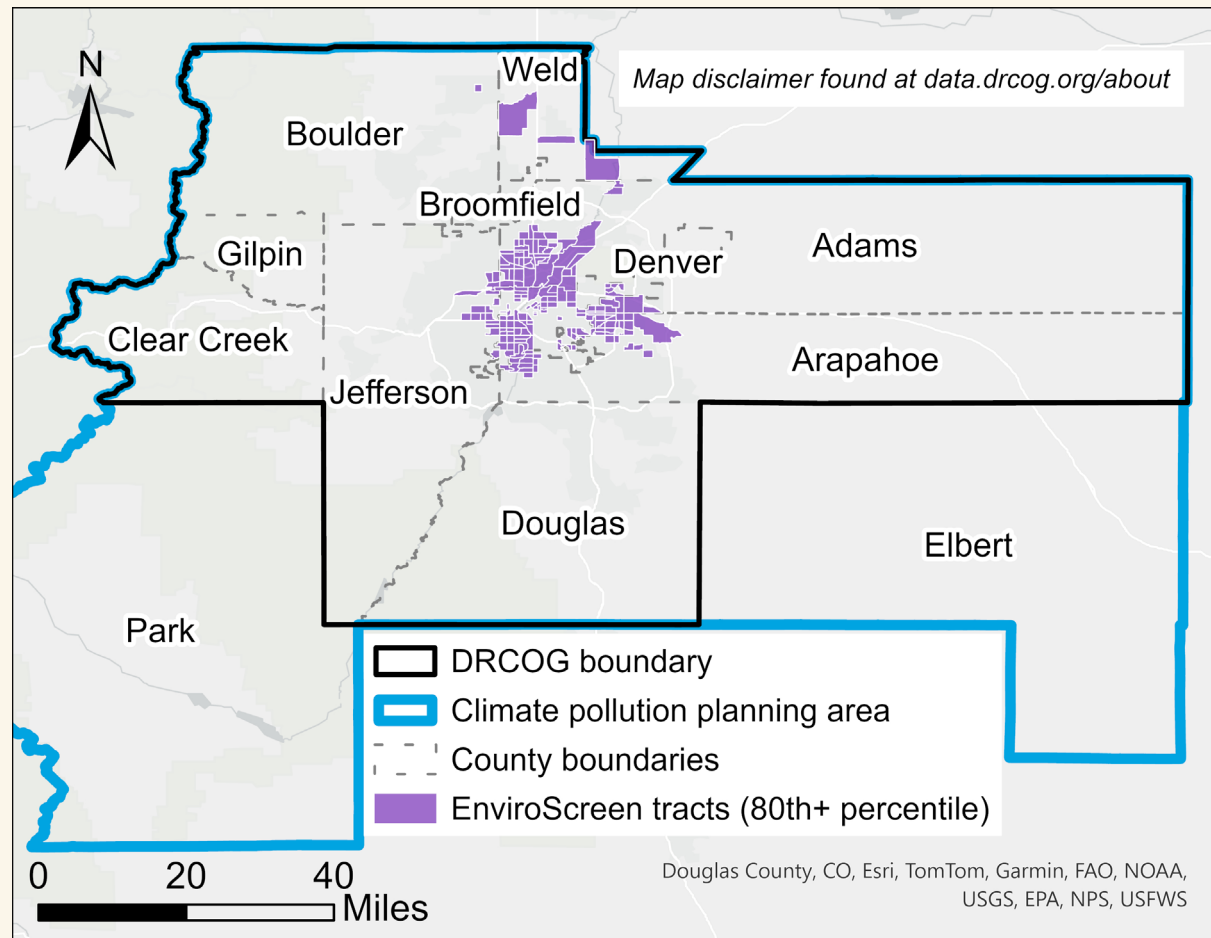 N
Weld
Map disclaimer found at data.drcog.org/about
Boulder
Broomfield
Gilpin
Denver
Adams
Clear Creek
Arapahoe
Jefferson
Douglas
Elbert
Park
DRCOG boundary
Climate pollution planning area
County boundaries
EnviroScreen tracts (80th+ percentile)
0 20 40
Miles
Douglas County, CO, Esri, TomTom, Garmin, FAO, NOAA,
USGS, EPA, NPS, USFWS